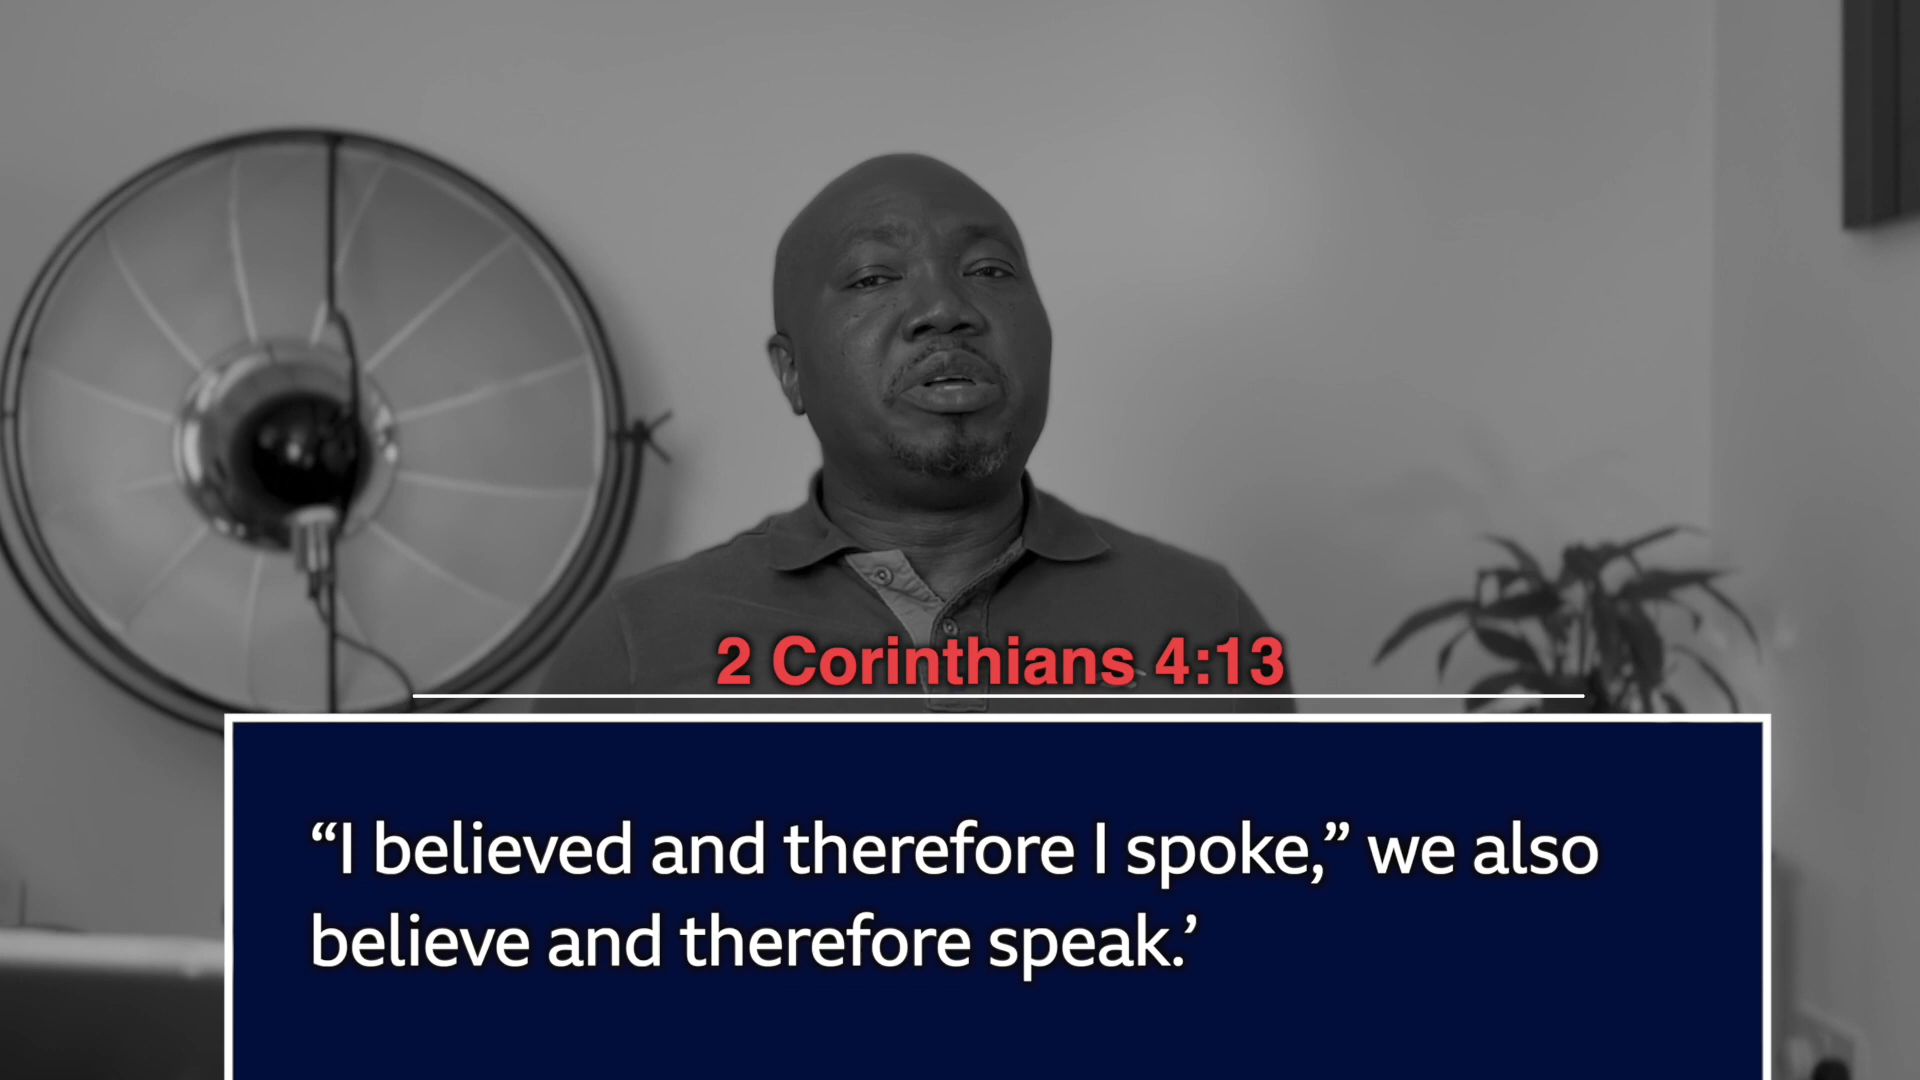 2 Corinthians 4:13
“I believed and therefore I spoke,” we also
believe and therefore speak.’